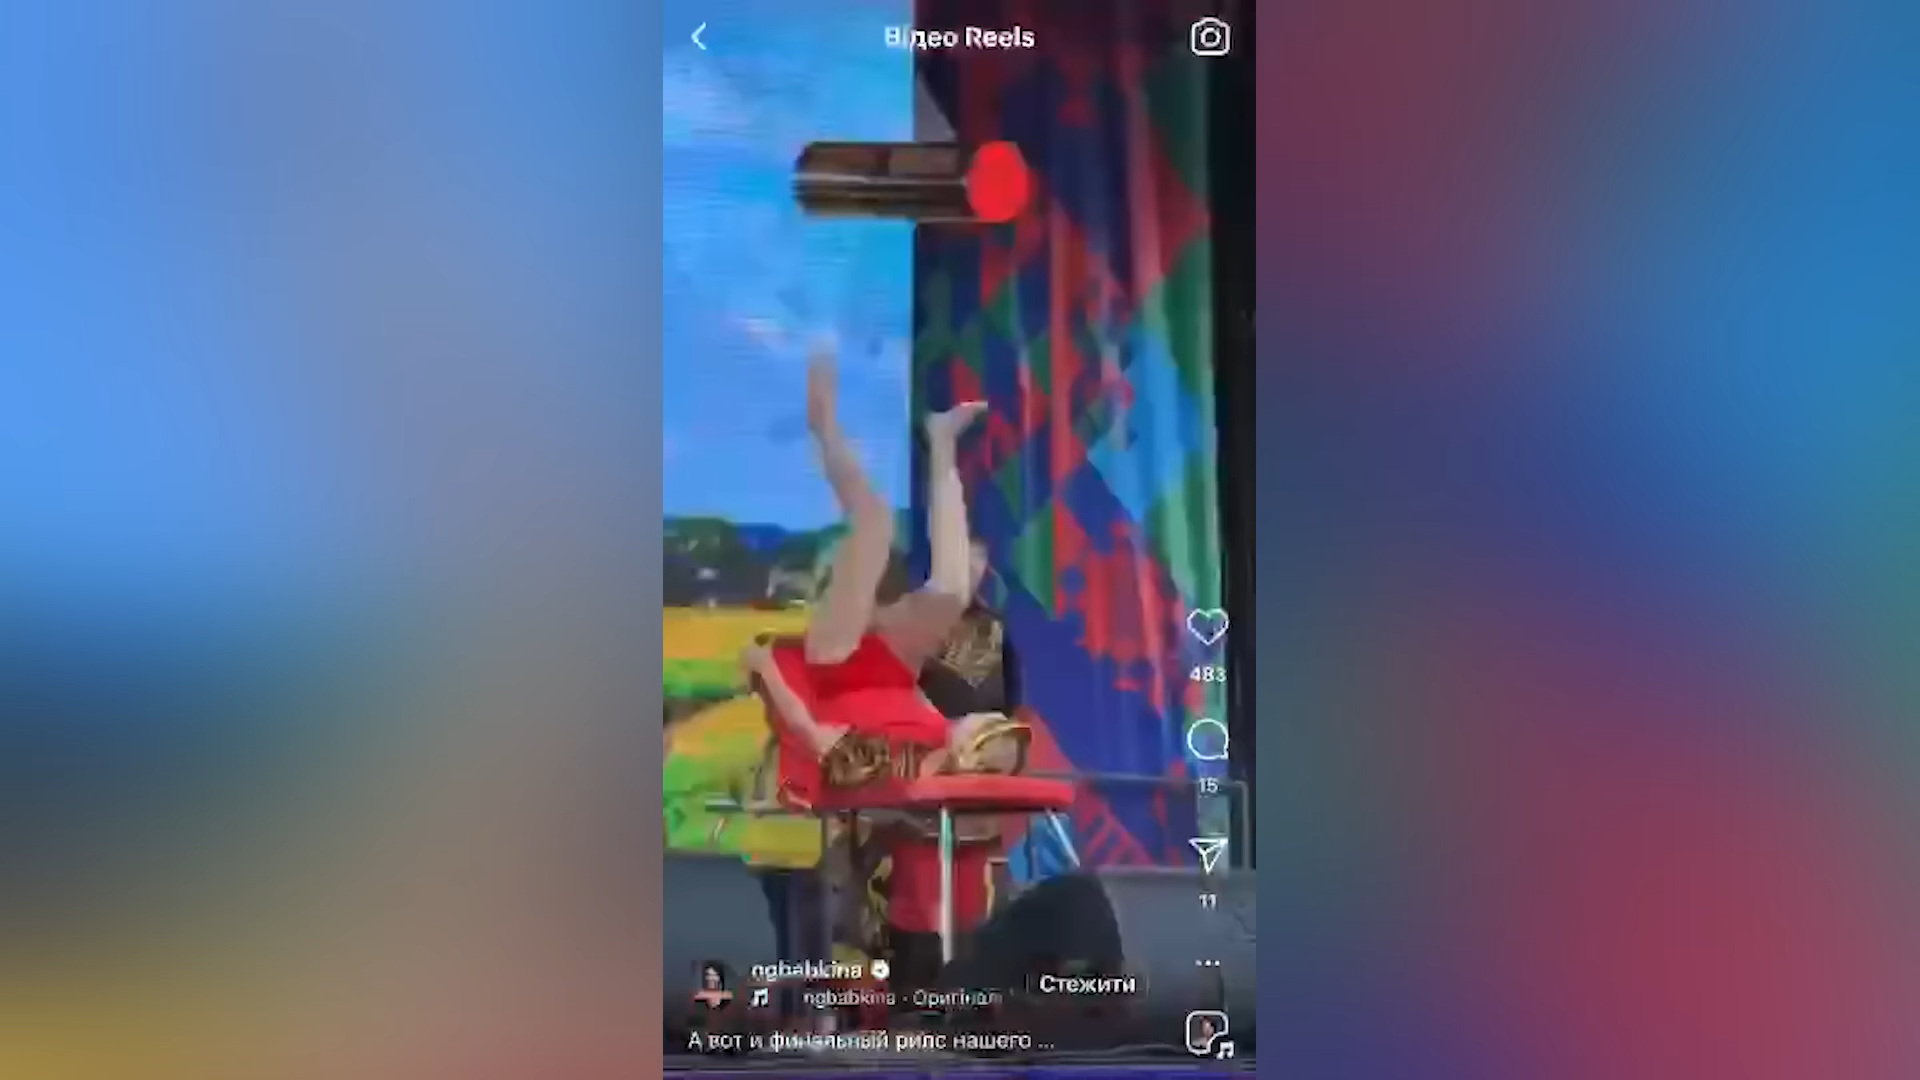 Відео Reels
483
15
11
ngbabkina
ngbabkina · Оригінал
Стежити
А вот и финальный рилс нашего ...